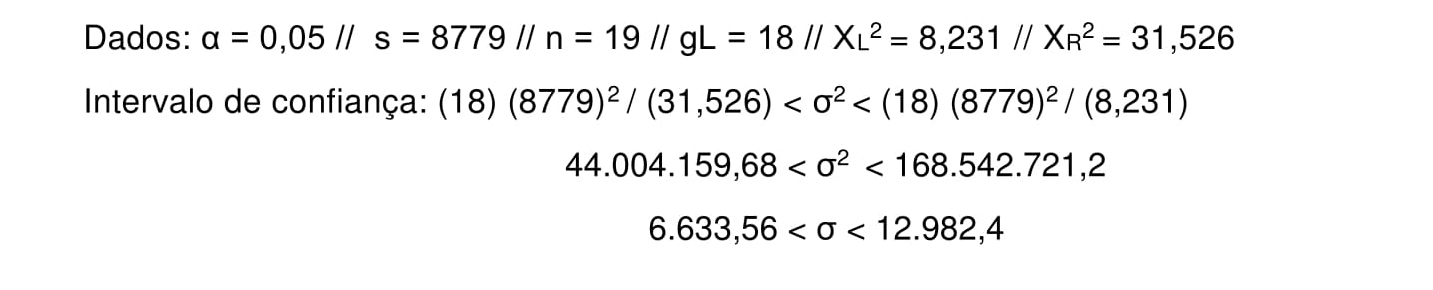 Dados: α = 0,05 // s = 8779 // n = 19 // gL = 18 // XL² = 8,231 // XR² = 31,526
Intervalo de confiança: (18) (8779)² / (31,526) < σ² < (18) (8779)² / (8,231)
44.004.159,68 < σ² < 168.542.721,2
6.633,56 < σ < 12.982,4